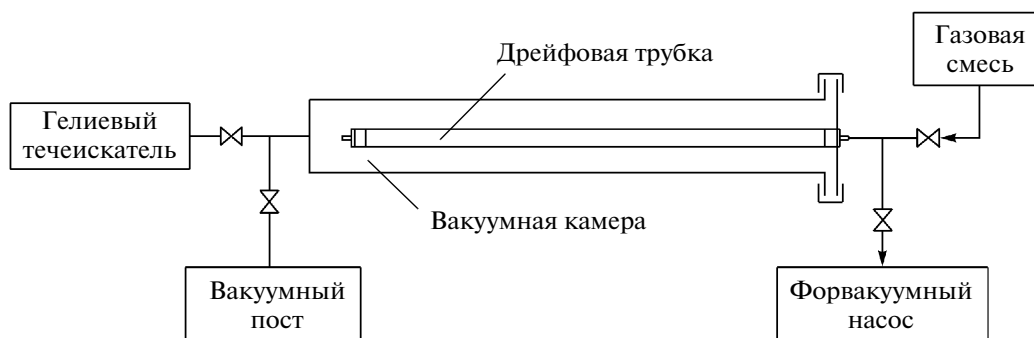 Дрейфовая трубка
Газовая
смесь
Гелиевый
течеискатель
Вакуумная камера
Вакуумный
пост
Форвакуумный
насос